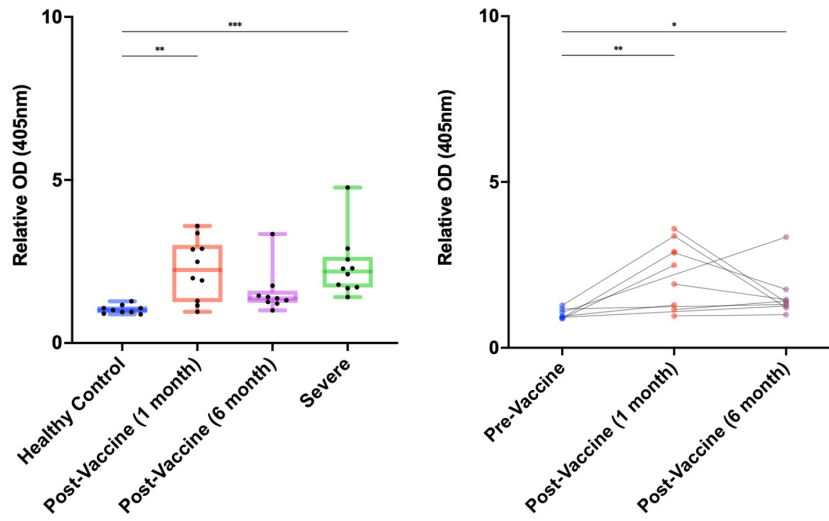 10
***
**
5
0
Relative OD (405nm)
Healthy Control
Post-Vaccine (1 month)
Post-Vaccine (6 month)
Severe
10
*
**
5
0
Relative OD (405nm)
Pre-Vaccine
Post-Vaccine (1 month)
Post-Vaccine (6 month)